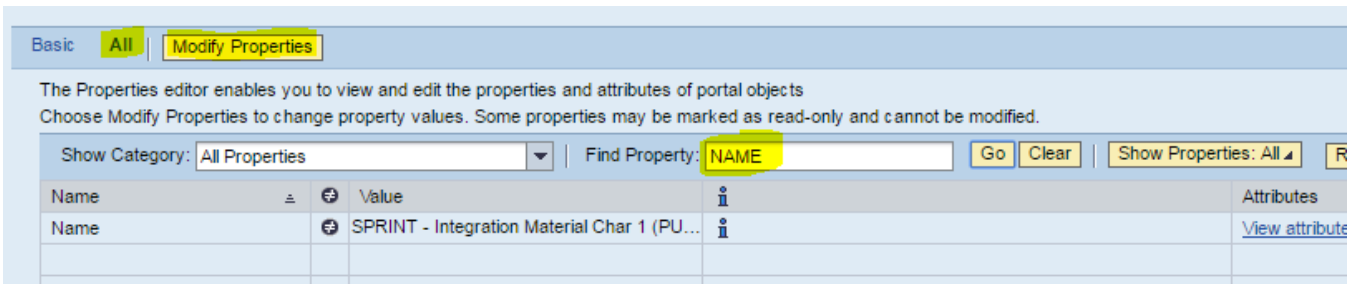 Basic All Modify Properties
The Properties editor enables you to view and edit the properties and attributes of portal objects
Choose Modify Properties to change property values. Some properties may be marked as read-only and cannot be modified.
Show Category: All Properties Find Property: NAME Go Clear Show Properties: All R
Name Value Attributes
Name SPRINT - Integration Material Char 1 (PU... View attribute